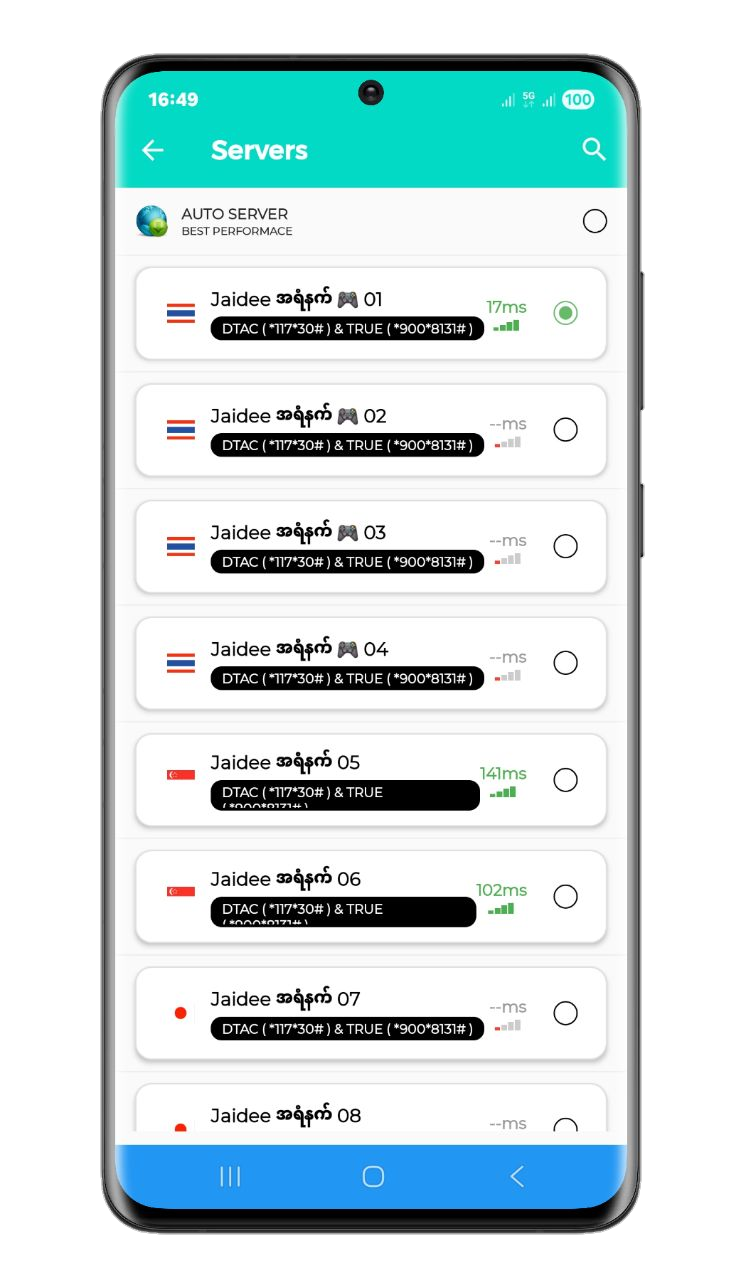 16:49
5G
100
Servers
AUTO SERVER
BEST PERFORMACE
Jaidee အရံနက် 🎮 01
17ms
DTAC ( *117*30# ) & TRUE ( *900*8131# )
Jaidee အရံနက် 🎮 02
--ms
DTAC ( *117*30# ) & TRUE ( *900*8131# )
Jaidee အရံနက် 🎮 03
--ms
DTAC ( *117*30# ) & TRUE ( *900*8131# )
Jaidee အရံနက် 🎮 04
--ms
DTAC ( *117*30# ) & TRUE ( *900*8131# )
Jaidee အရံနက် 05
141ms
DTAC ( *117*30# ) & TRUE
( *900*8131# )
Jaidee အရံနက် 06
102ms
DTAC ( *117*30# ) & TRUE
( *900*8131# )
Jaidee အရံနက် 07
--ms
DTAC ( *117*30# ) & TRUE ( *900*8131# )
Jaidee အရံနက် 08
--ms